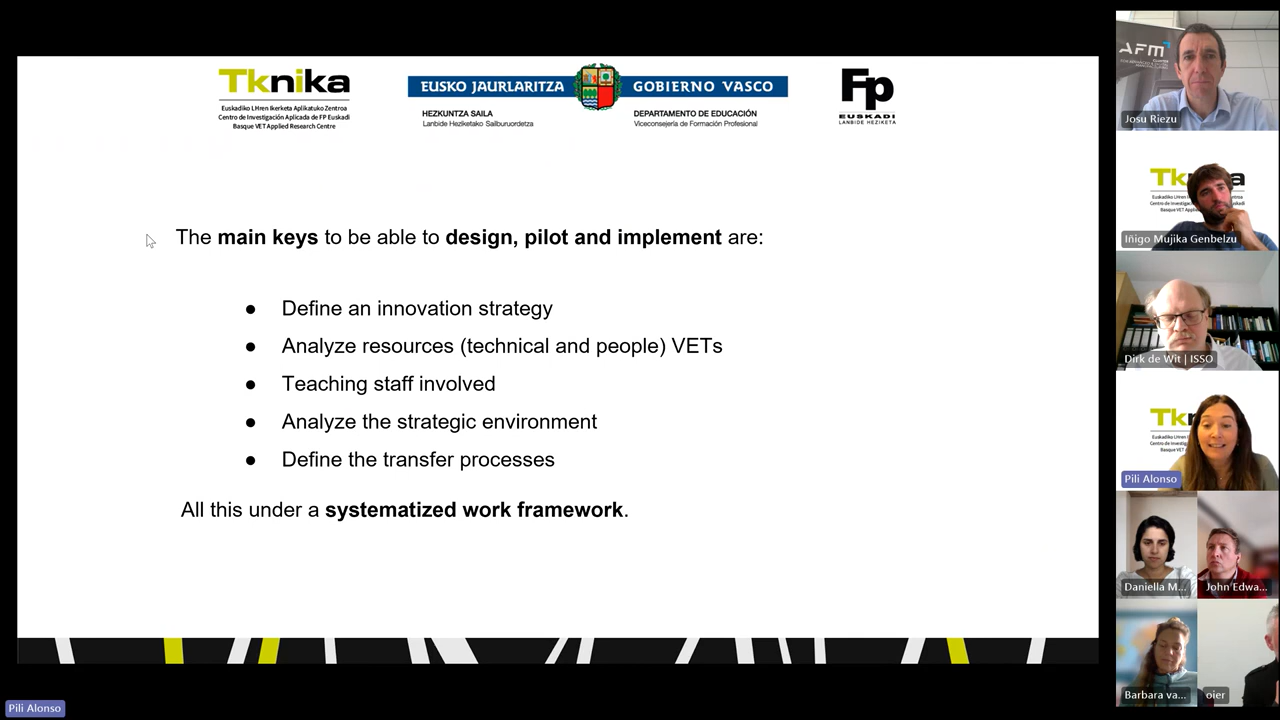 Tknika
Euskadiko LHren Ikerketa Aplikatuko Zentroa
Centro de Investigación Aplicada de FP Euskadi
Basque VET Applied Research Centre
EUSKO JAURLARITZA
GOBIERNO VASCO
HEZKUNTZA SAILA
Lanbide Heziketako Sailburuordetza
DEPARTAMENTO DE EDUCACIÓN
Viceconsejería de Formación Profesional
Fp
EUSKADI
LANBIDE HEZIKETA
The main keys to be able to design, pilot and implement are:
● Define an innovation strategy
● Analyze resources (technical and people) VETs
● Teaching staff involved
● Analyze the strategic environment
● Define the transfer processes
All this under a systematized work framework.
Pili Alonso
AFM
Josu Riezu
Iñigo Mujika Genbelzu
Dirk de Wit | ISSO
Pili Alonso
Daniella M...
John Edwa...
Barbara va...
oier